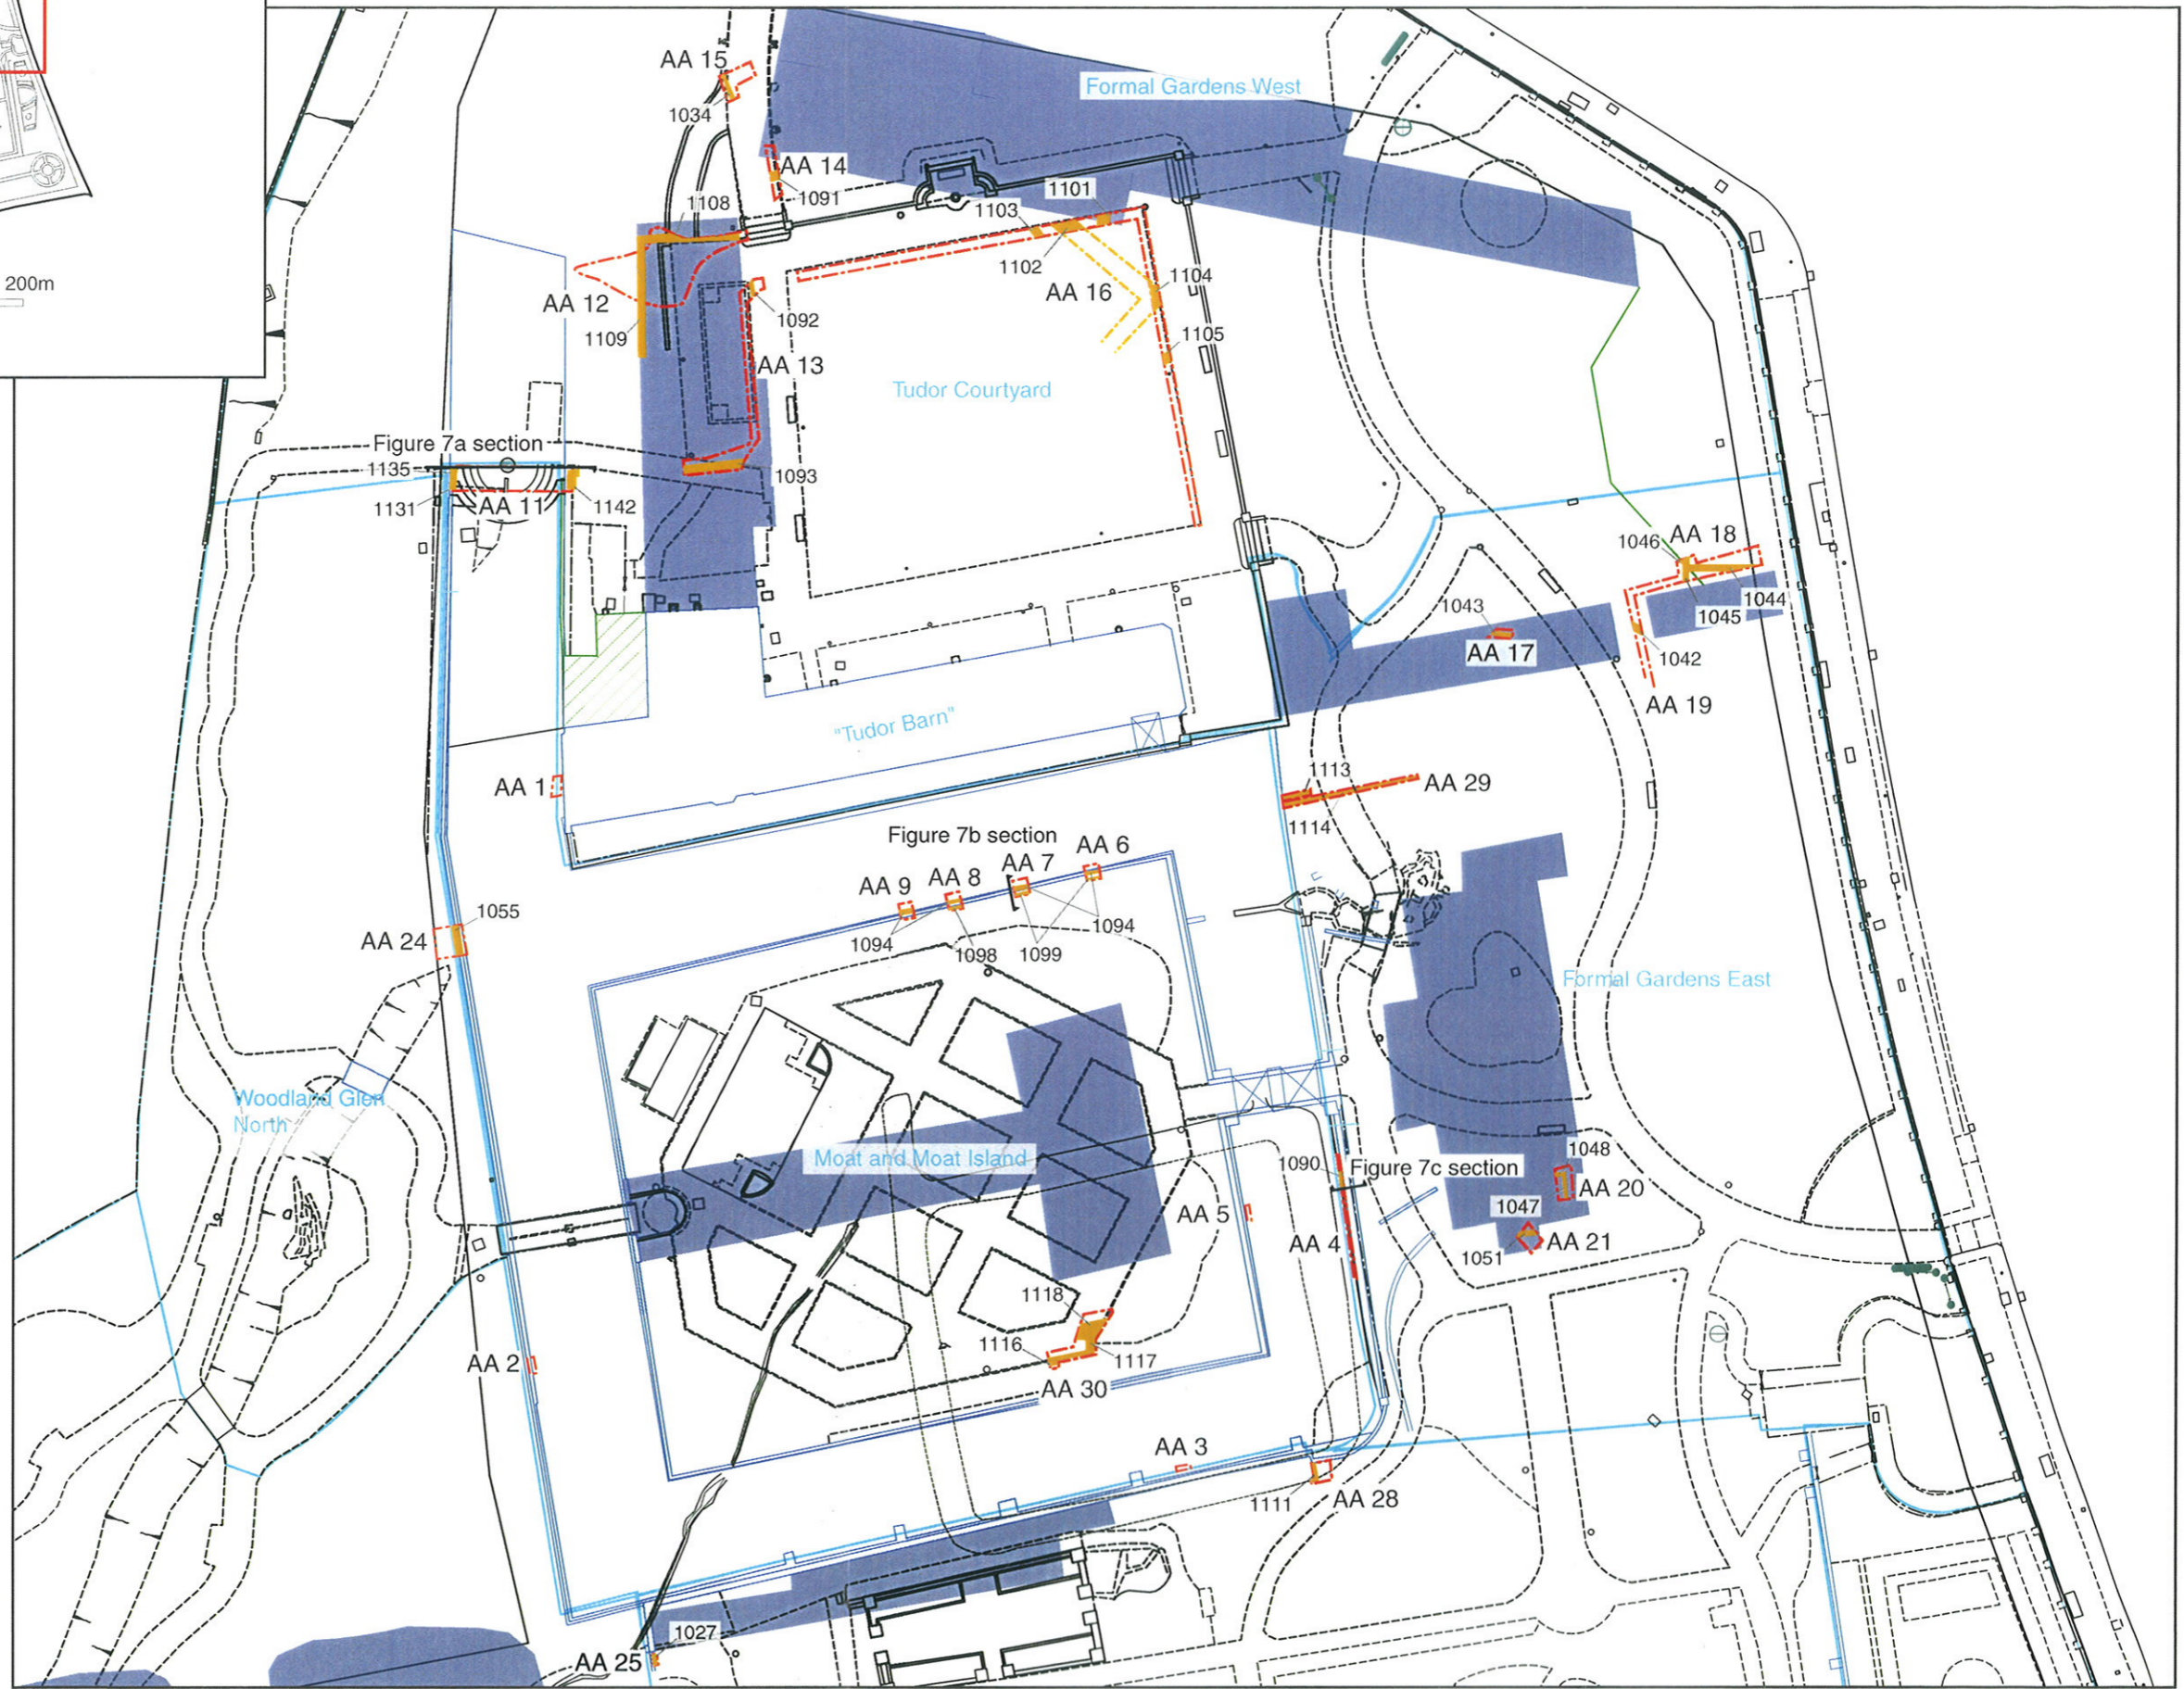 AA 15
Formal Gardens West
1034
AA 14
1091
1101
1108
1103
1102
1104
200m
AA 12
AA 16
1092
1109
1105
AA 13
Tudor Courtyard
Figure 7a section
1135
1093
1131
AA 11
1142
AA 18
1046
1044
1043
1045
AA 17
1042
AA 19
"Tudor Barn"
AA 1
1113
AA 29
1114
Figure 7b section
AA 6
AA 7
AA 8
AA 9
1055
AA 24
1094
1094
1098
1099
Formal Gardens East
Woodland Glen
North
Moat and Moat Island
1048
1090
Figure 7c section
AA 20
1047
AA 5
AA 4
AA 21
1051
1118
1116
1117
AA 2
AA 30
AA 3
1111
AA 28
1027
AA 25